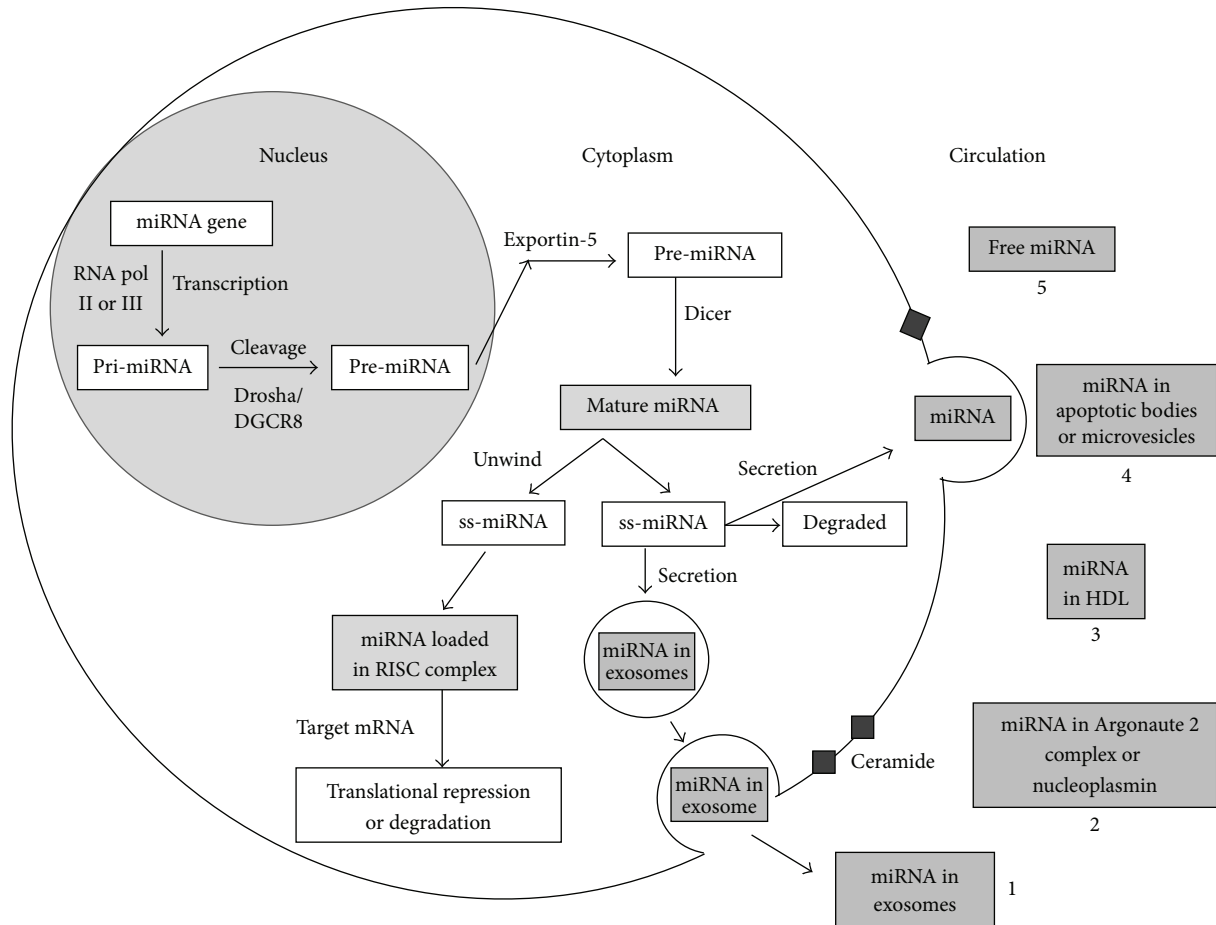 Nucleus
Cytoplasm
Circulation
miRNA gene
RNA pol
II or III
Transcription
Pri-miRNA
Cleavage
Drosha/
DGCR8
Pre-miRNA
Exportin-5
Pre-miRNA
Dicer
Mature miRNA
Unwind
ss-miRNA
ss-miRNA
Secretion
Degraded
miRNA
Secretion
miRNA loaded
in RISC complex
Target mRNA
Translational repression
or degradation
miRNA in
exosomes
miRNA in
exosome
Ceramide
Free miRNA
5
miRNA in
apoptotic bodies
or microvesicles
4
miRNA
in HDL
3
miRNA in Argonaute 2
complex or
nucleoplasmin
2
miRNA in
exosomes
1